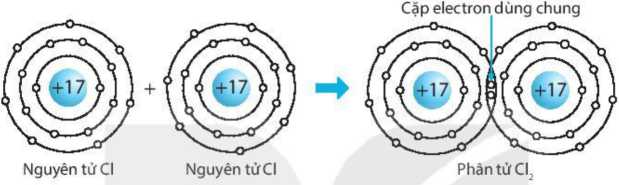 Cặp electron dùng chung
+17
+
+17
+17
+17
Nguyên tử Cl
Nguyên tử Cl
Phân tử Cl₂